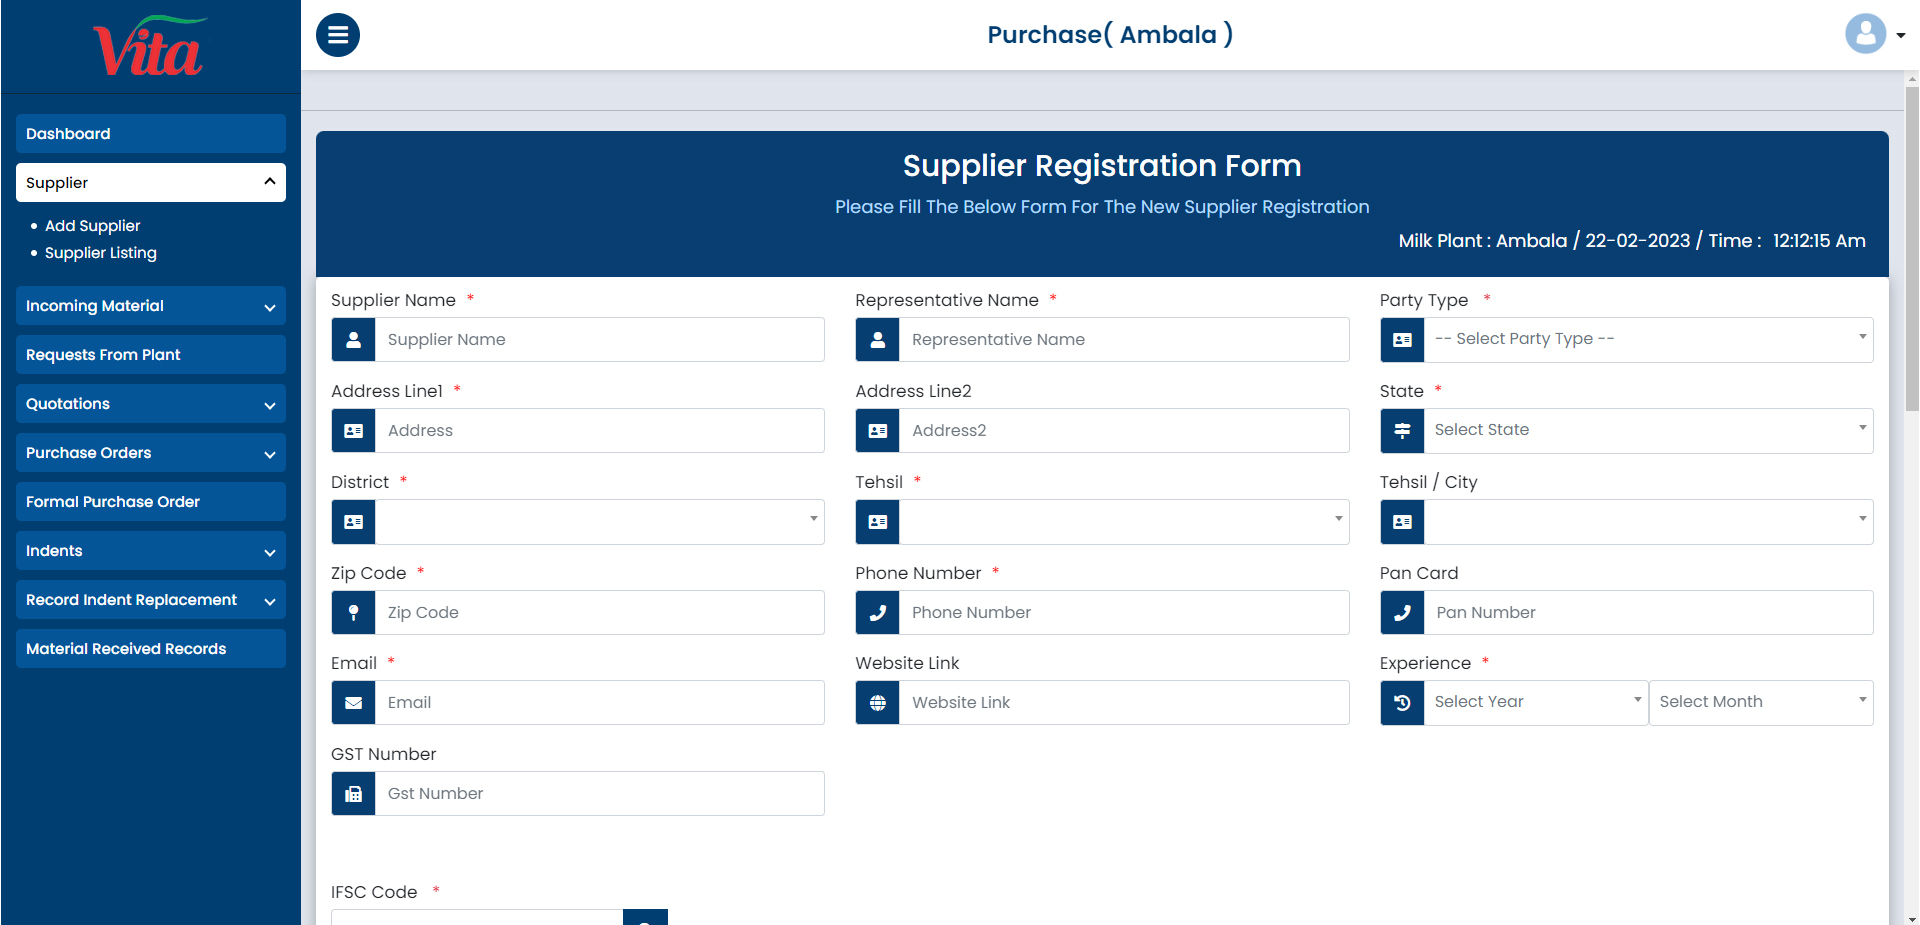 Vita
Purchase( Ambala )
Dashboard
Supplier
Add Supplier
Supplier Listing
Incoming Material
Requests From Plant
Quotations
Purchase Orders
Formal Purchase Order
Indents
Record Indent Replacement
Material Received Records
Supplier Registration Form
Please Fill The Below Form For The New Supplier Registration
Milk Plant : Ambala / 22-02-2023 / Time : 12:12:15 Am
Supplier Name * Representative Name * Party Type *
Supplier Name Representative Name -- Select Party Type --
Address Line1 * Address Line2 State *
Address Address2 Select State
District * Tehsil * Tehsil / City
Zip Code * Phone Number * Pan Card
Zip Code Phone Number Pan Number
Email * Website Link Experience *
Email Website Link Select Year Select Month
GST Number
Gst Number
IFSC Code *